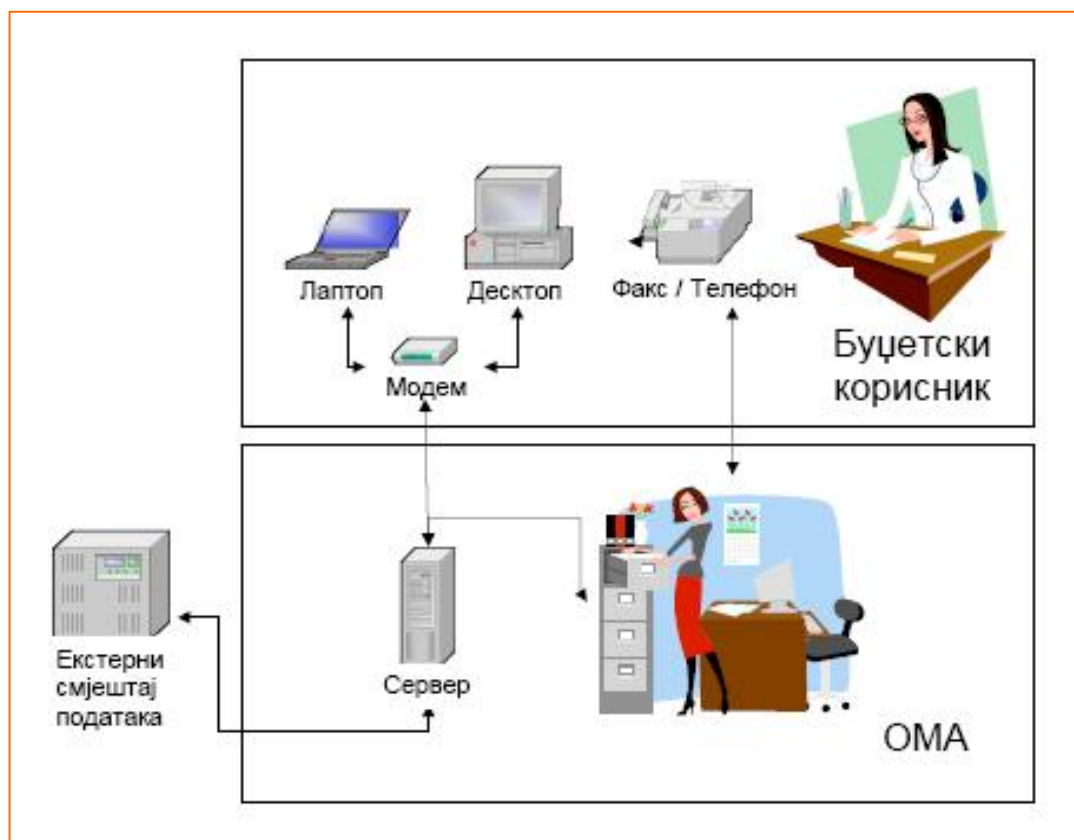 Лаптоп
Десктоп
Факс / Телефон
Модем
Буџетски
корисник
Екстерни
смјештај
података
Сервер
ОМА